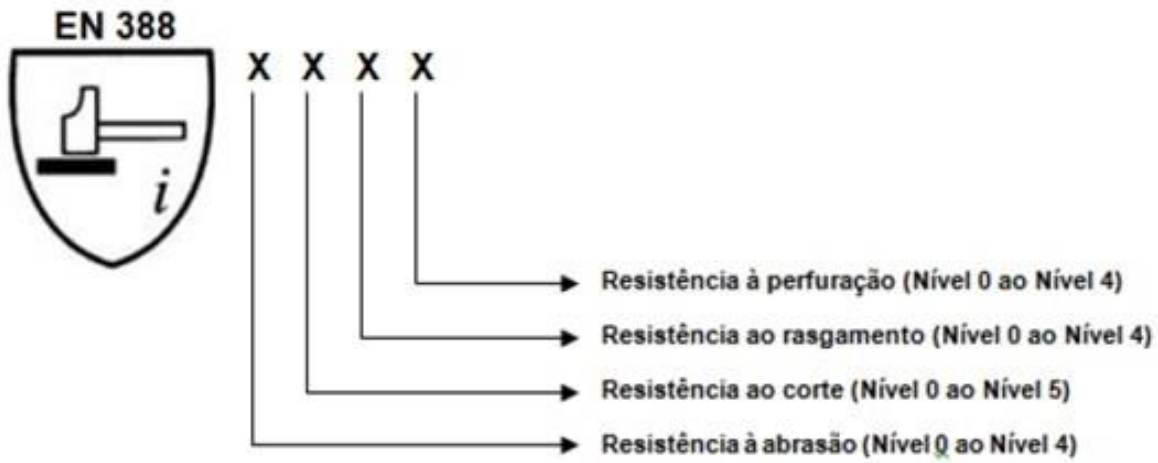 EN 388
X X X X
i
Resistência à perfuração (Nível 0 ao Nível 4)
Resistência ao rasgamento (Nível 0 ao Nível 4)
Resistência ao corte (Nível 0 ao Nível 5)
Resistência à abrasão (Nível 0 ao Nível 4)